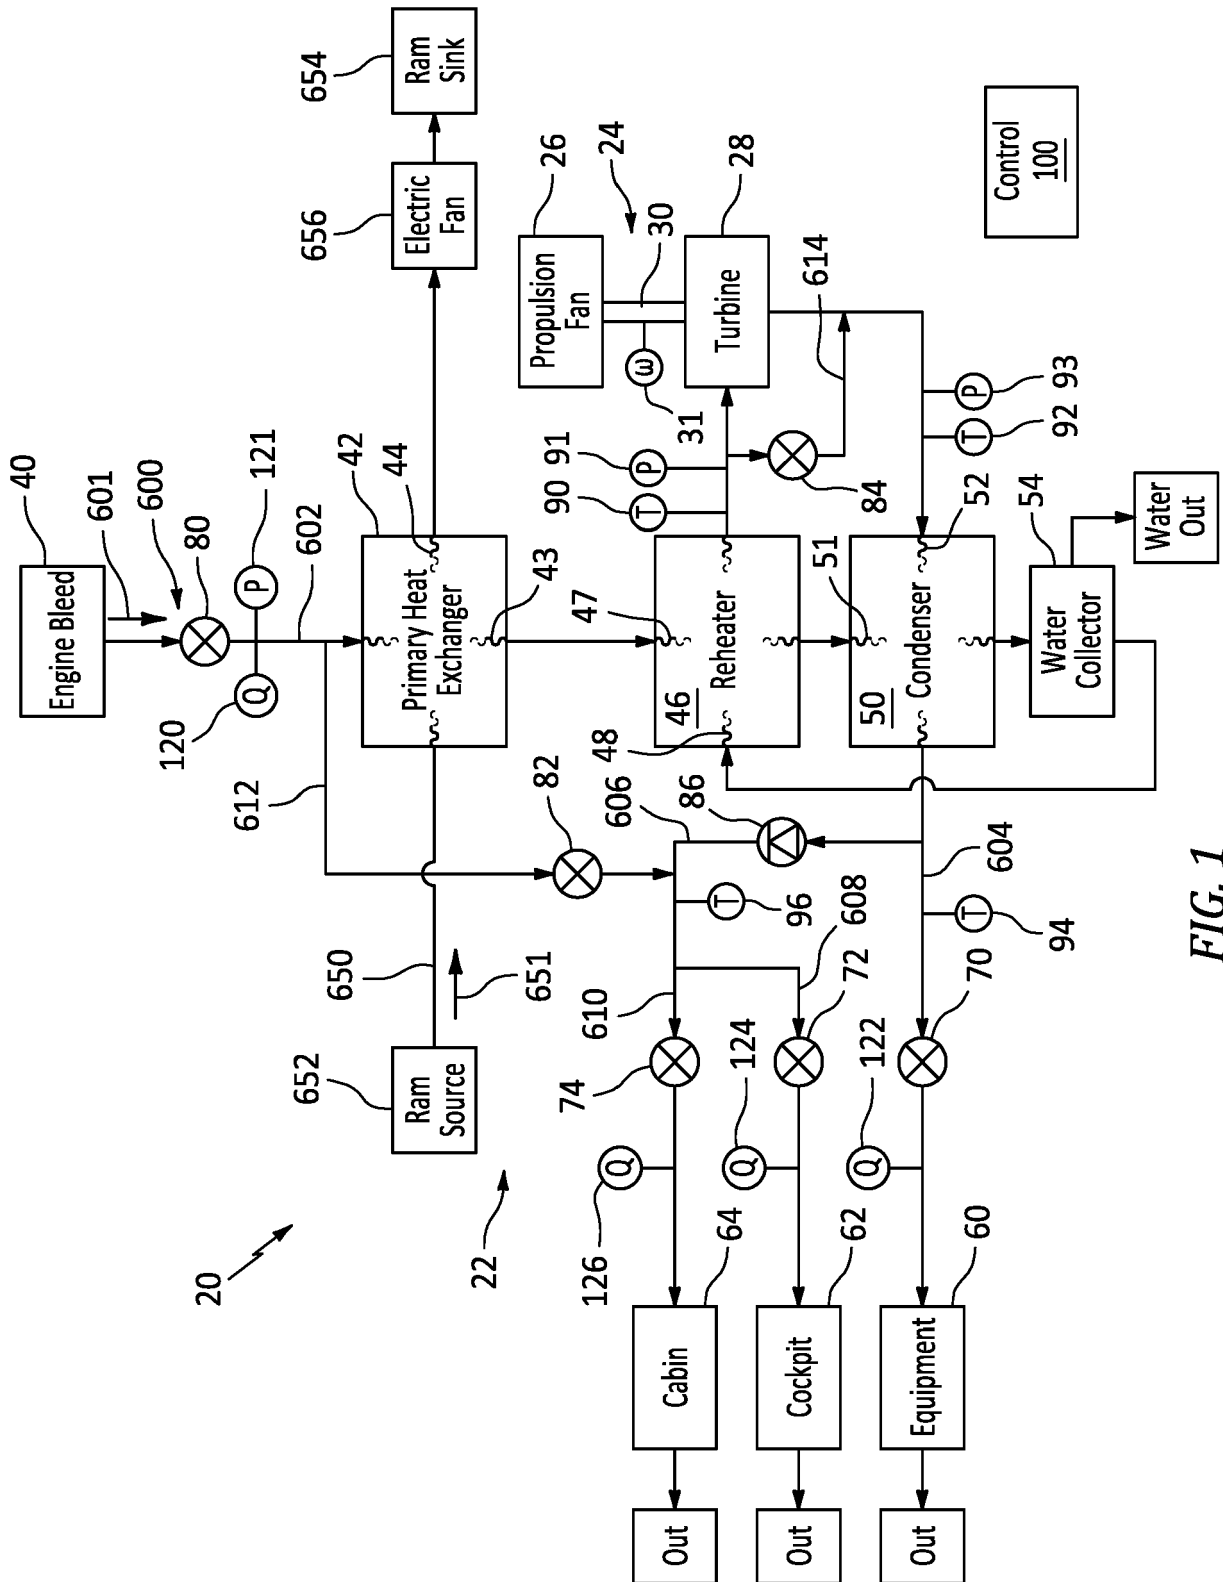 40
Engine Bleed
601
600
80
121
P
Q
120
602
612
654
Ram
Sink
656
Electric
Fan
42
44
Primary Heat
Exchanger
43
650
651
652
Ram
Source
20
22
26
Propulsion
Fan
24
30
ω
31
28
Turbine
614
Control
100
91
P
90
T
84
93
P
92
T
47
Reheater
46
48
51
52
50
Condenser
54
Water
Collector
Water
Out
82
606
86
T
96
608
604
T
94
610
74
72
70
Q
126
Q
124
Q
122
64
Cabin
62
Cockpit
60
Equipment
Out
Out
Out
FIG. 1